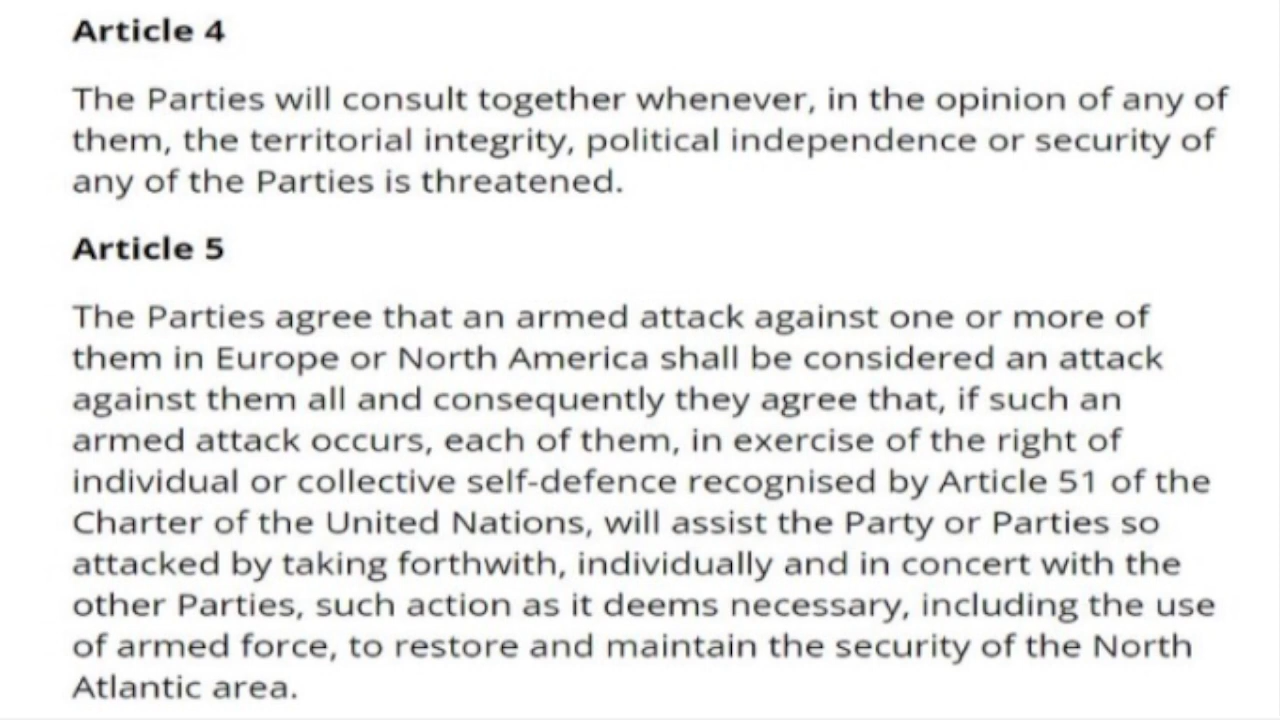 Article 4
The Parties will consult together whenever, in the opinion of any of
them, the territorial integrity, political independence or security of
any of the Parties is threatened.
Article 5
The Parties agree that an armed attack against one or more of
them in Europe or North America shall be considered an attack
against them all and consequently they agree that, if such an
armed attack occurs, each of them, in exercise of the right of
individual or collective self-defence recognised by Article 51 of the
Charter of the United Nations, will assist the Party or Parties so
attacked by taking forthwith, individually and in concert with the
other Parties, such action as it deems necessary, including the use
of armed force, to restore and maintain the security of the North
Atlantic area.